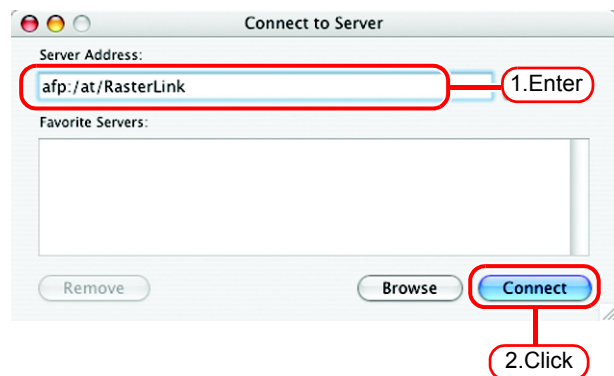 Connect to Server
Server Address:
afp:/at/RasterLink
1.Enter
Favorite Servers:
Remove
Browse
Connect
2.Click